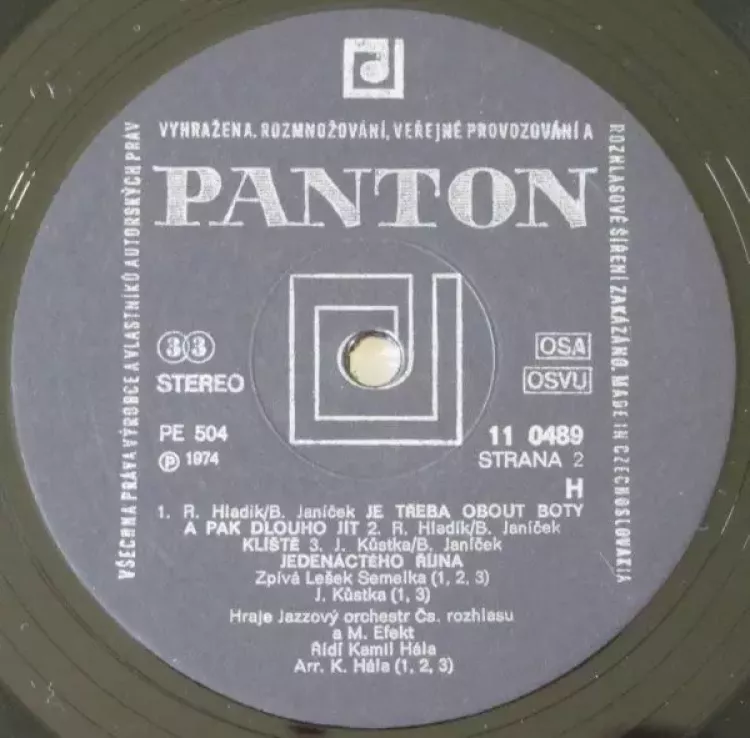 VYHRAŽENA. ROZMNOŽOVÁNÍ, VEŘEJNÉ PROVOZOVÁNÍ A
VŠECHNA PRÁVA VÝROBCE A VLASTNÍKŮ AUTORSKÝCH PRÁV
ROZHLASOVÉ ŠÍŘENÍ ZAKÁZÁNO. MADE IN CZECHOSLOVAKIA
PANTON
33
STEREO
OSA
OSVU
PE 504
11 0489
Ⓟ 1974
STRANA 2
H
1. R. Hladík/B. Janíček JE TŘEBA OBOUT BOTY
A PAK DLOUHO JÍT 2. R. Hladík/B. Janíček
KLIŠTĚ 3. J. Kůstka/B. Janíček
JEDENÁCTÉHO ŘÍJNA
Zpívá Lešek Semelka (1, 2, 3)
J. Kůstka (1, 3)
Hraje Jazzový orchestr Čs. rozhlasu
a M. Efekt
Řídí Kamil Hála
Arr. K. Hála (1, 2, 3)